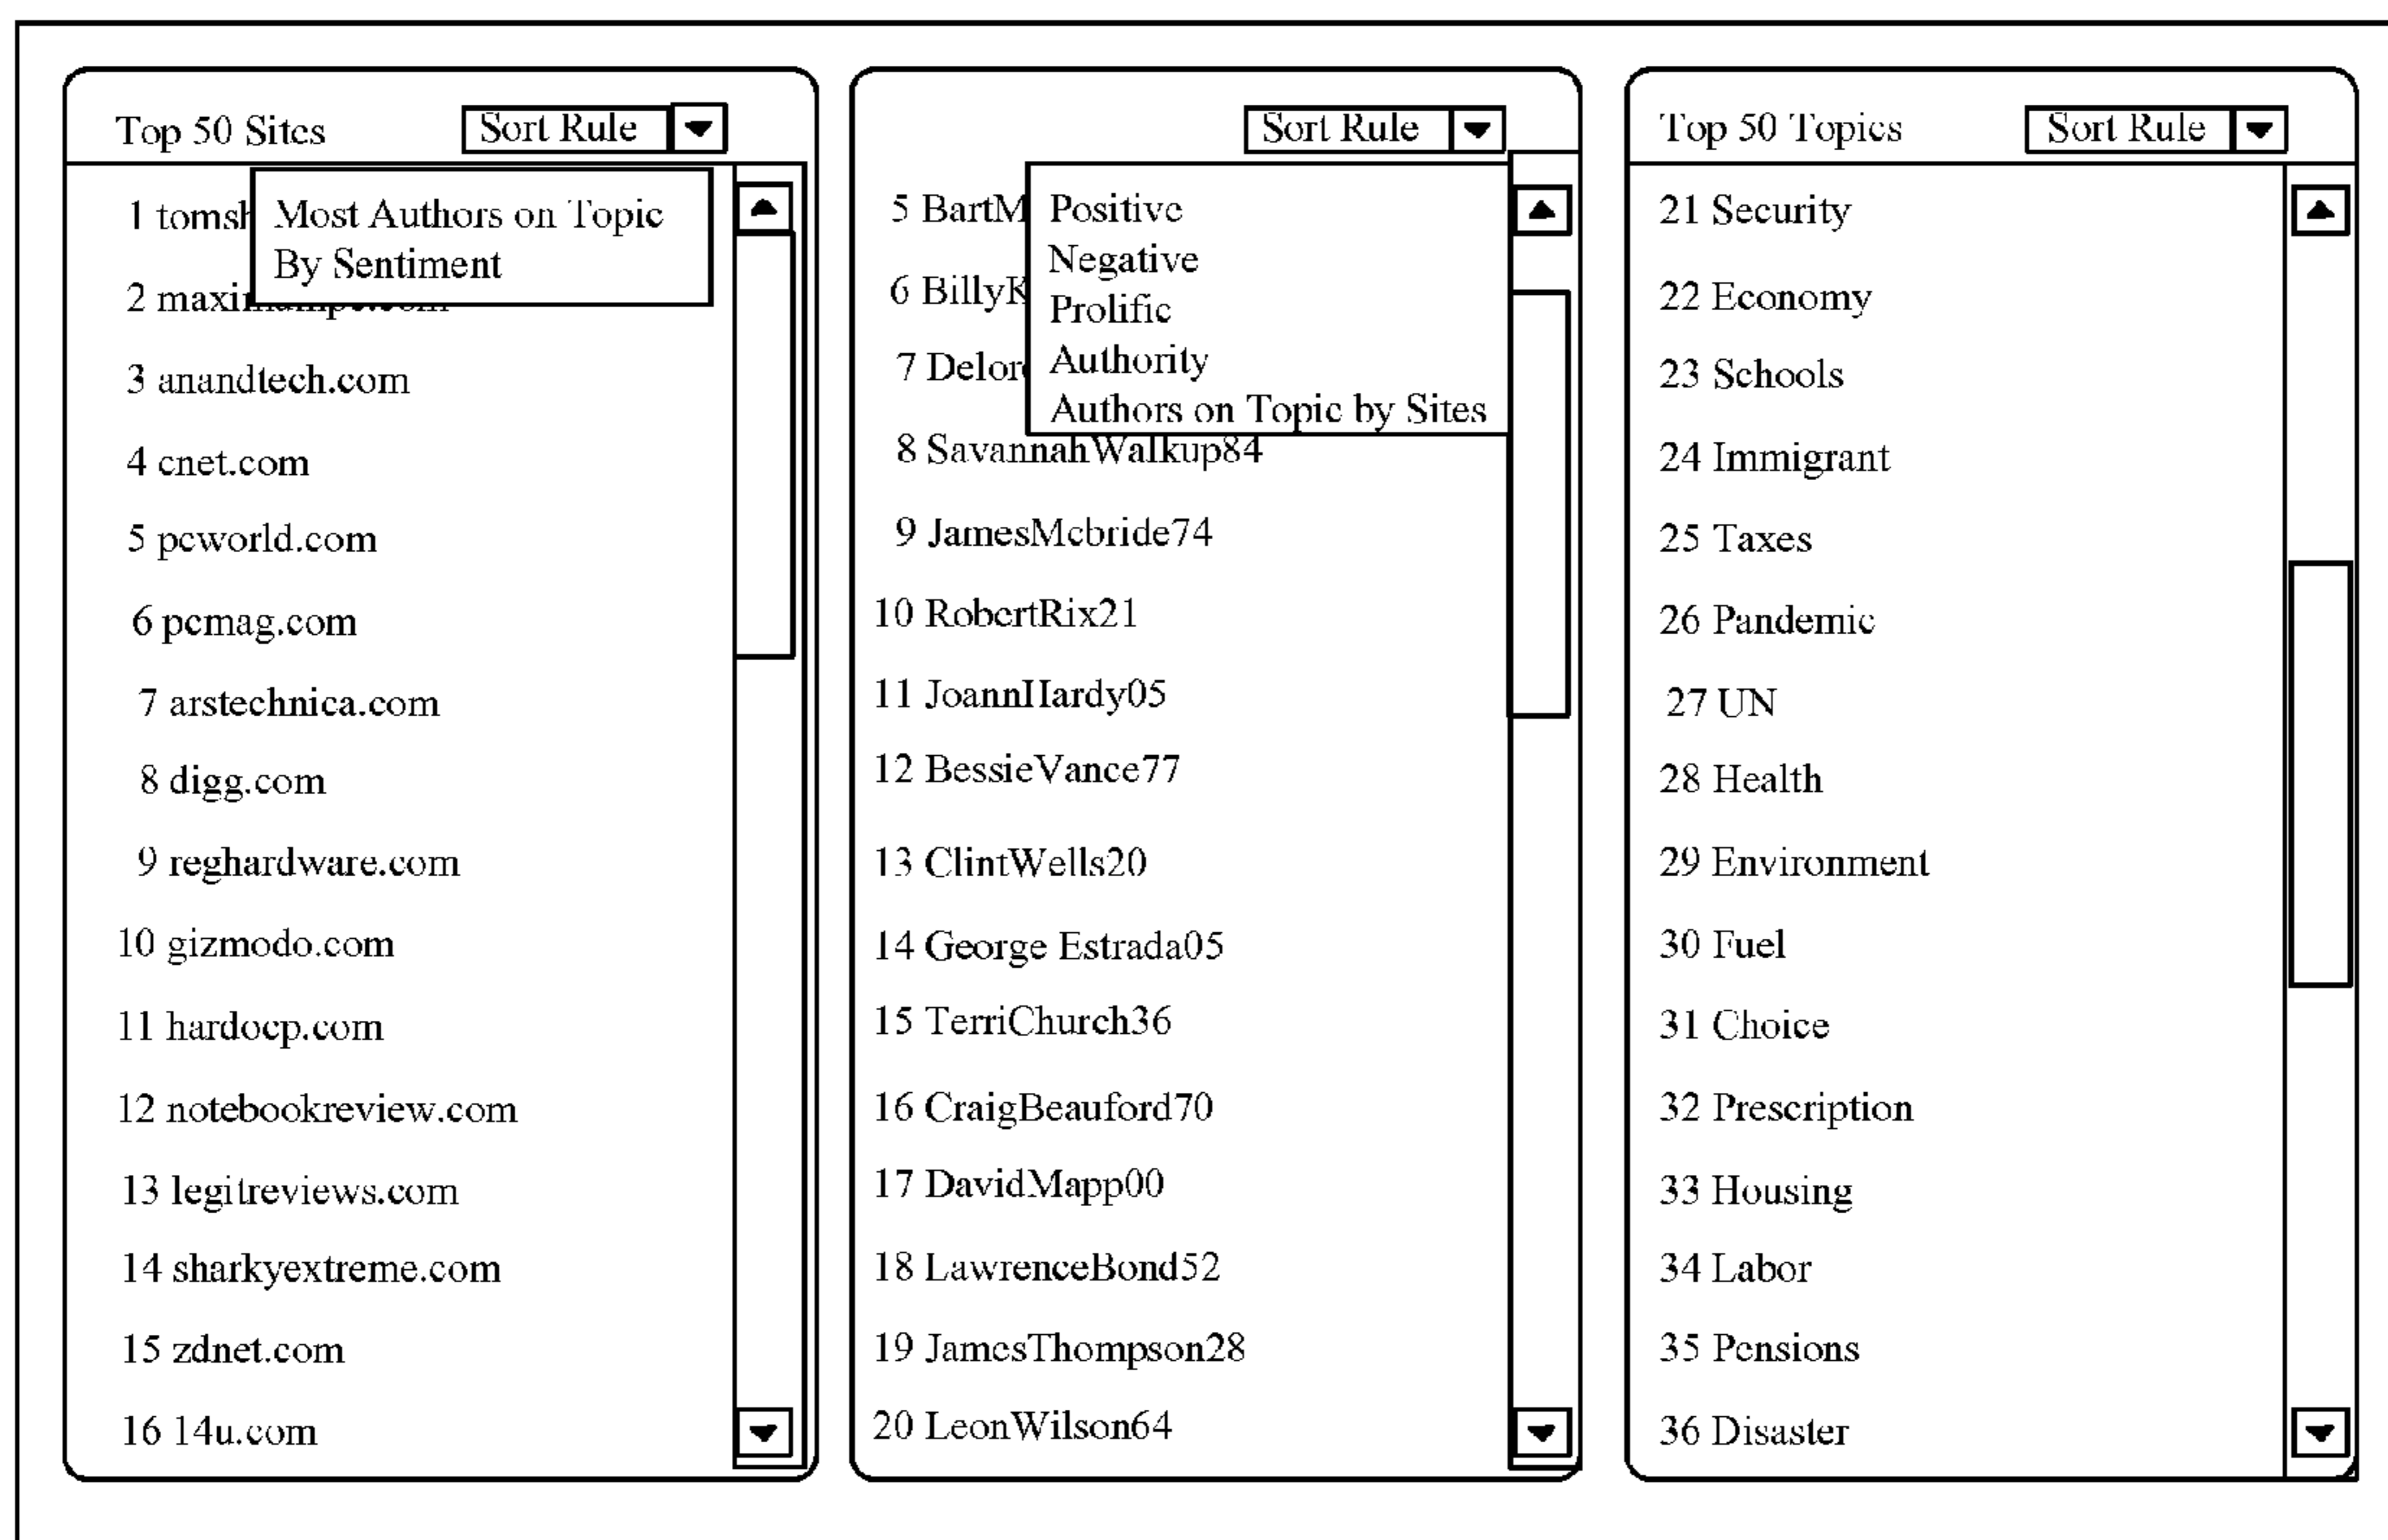 Top 50 Sites
Sort Rule
Most Authors on Topic
By Sentiment
1
2
3 anandtech.com
4 cnet.com
5 pcworld.com
6 pcmag.com
7 arstechnica.com
8 digg.com
9 reghardware.com
10 gizmodo.com
11 hardocp.com
12 notebookreview.com
13 legitreviews.com
14 sharkyextreme.com
15 zdnet.com
16 14u.com
Sort Rule
Positive
Negative
Prolific
Authority
Authors on Topic by Sites
5 BartM
6 BillyK
7
8 SavannahWalkup84
9 JamesMcbride74
10 RobertRix21
11 JoannHardy05
12 BessieVance77
13 ClintWells20
14 George Estrada05
15 TerriChurch36
16 CraigBeauford70
17 DavidMapp00
18 LawrenceBond52
19 JamesThompson28
20 LeonWilson64
Top 50 Topics
Sort Rule
21 Security
22 Economy
23 Schools
24 Immigrant
25 Taxes
26 Pandemic
27 UN
28 Health
29 Environment
30 Fuel
31 Choice
32 Prescription
33 Housing
34 Labor
35 Pensions
36 Disaster